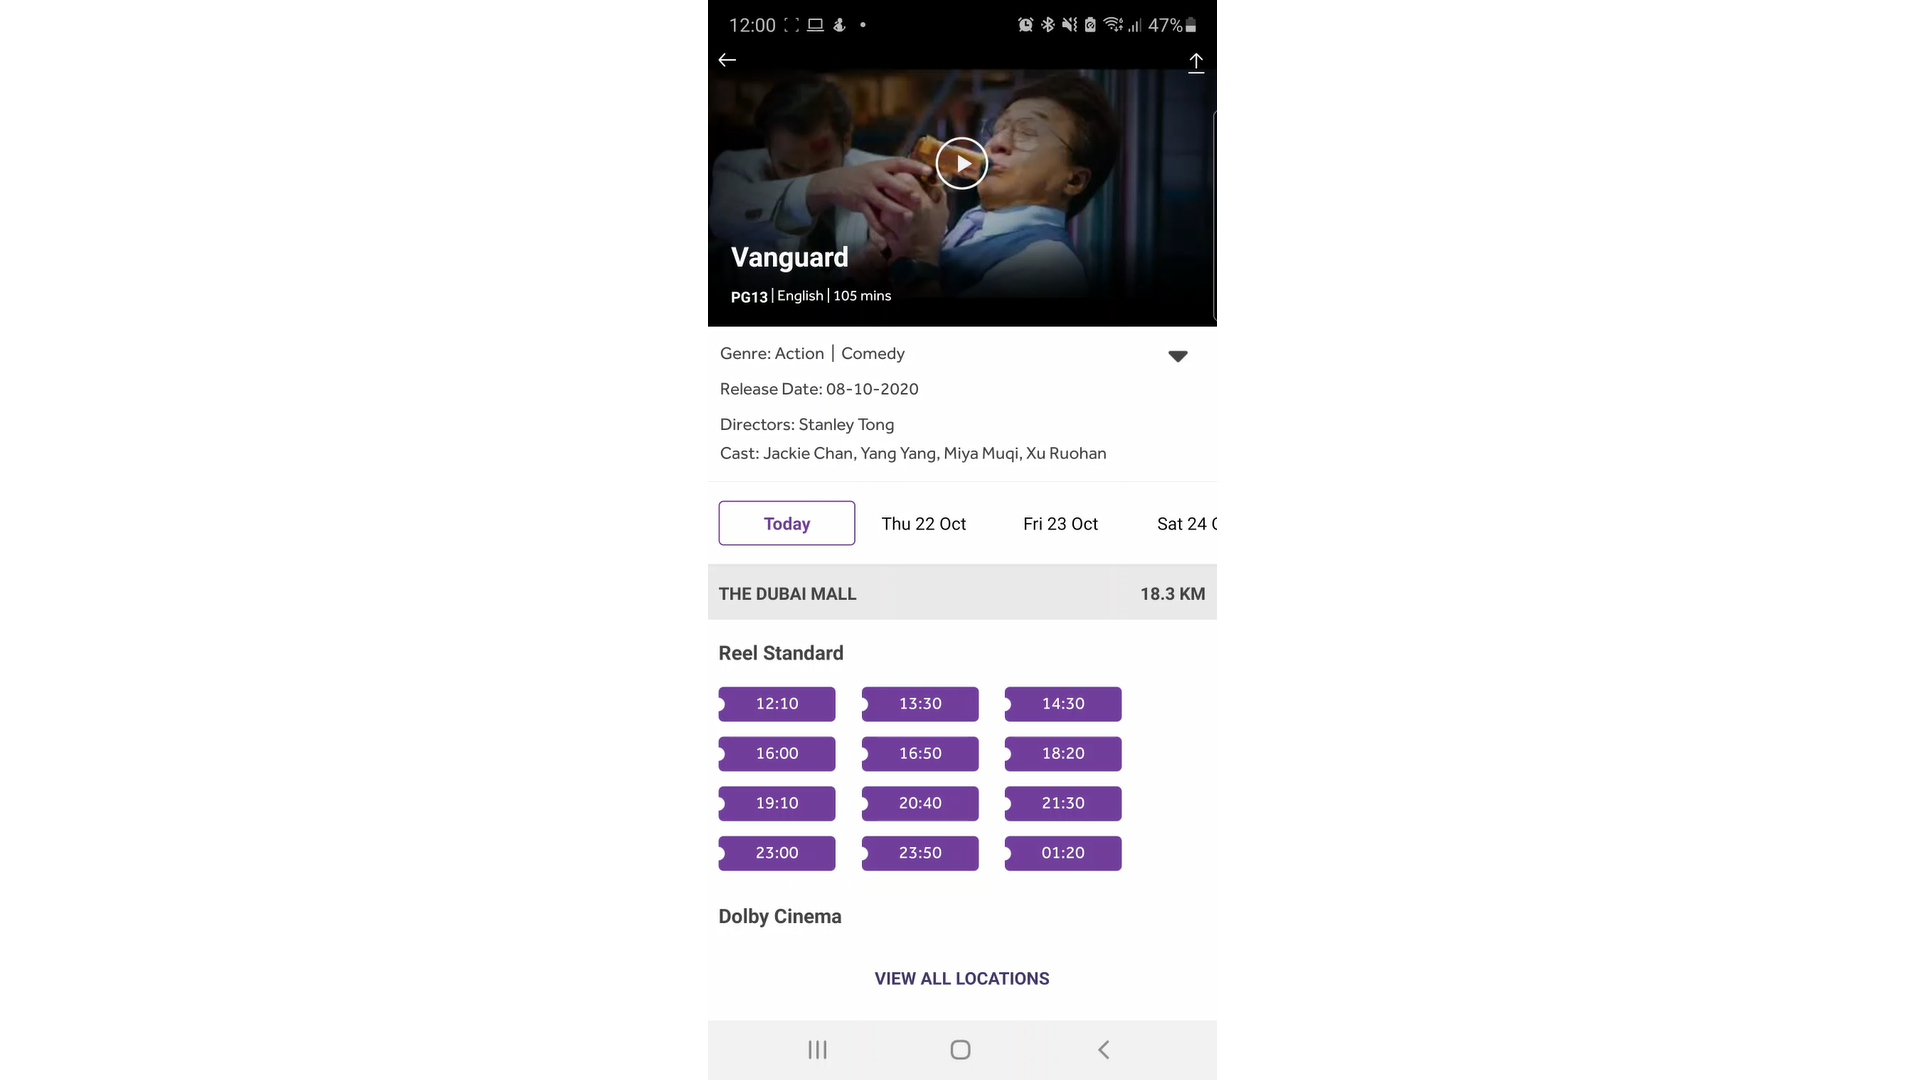 12:00
47%
Vanguard
PG13 | English | 105 mins
Genre: Action | Comedy
Release Date: 08-10-2020
Directors: Stanley Tong
Cast: Jackie Chan, Yang Yang, Miya Muqi, Xu Ruohan
Today Thu 22 Oct Fri 23 Oct Sat 24
THE DUBAI MALL 18.3 KM
Reel Standard
12:10 13:30 14:30
16:00 16:50 18:20
19:10 20:40 21:30
23:00 23:50 01:20
Dolby Cinema
VIEW ALL LOCATIONS